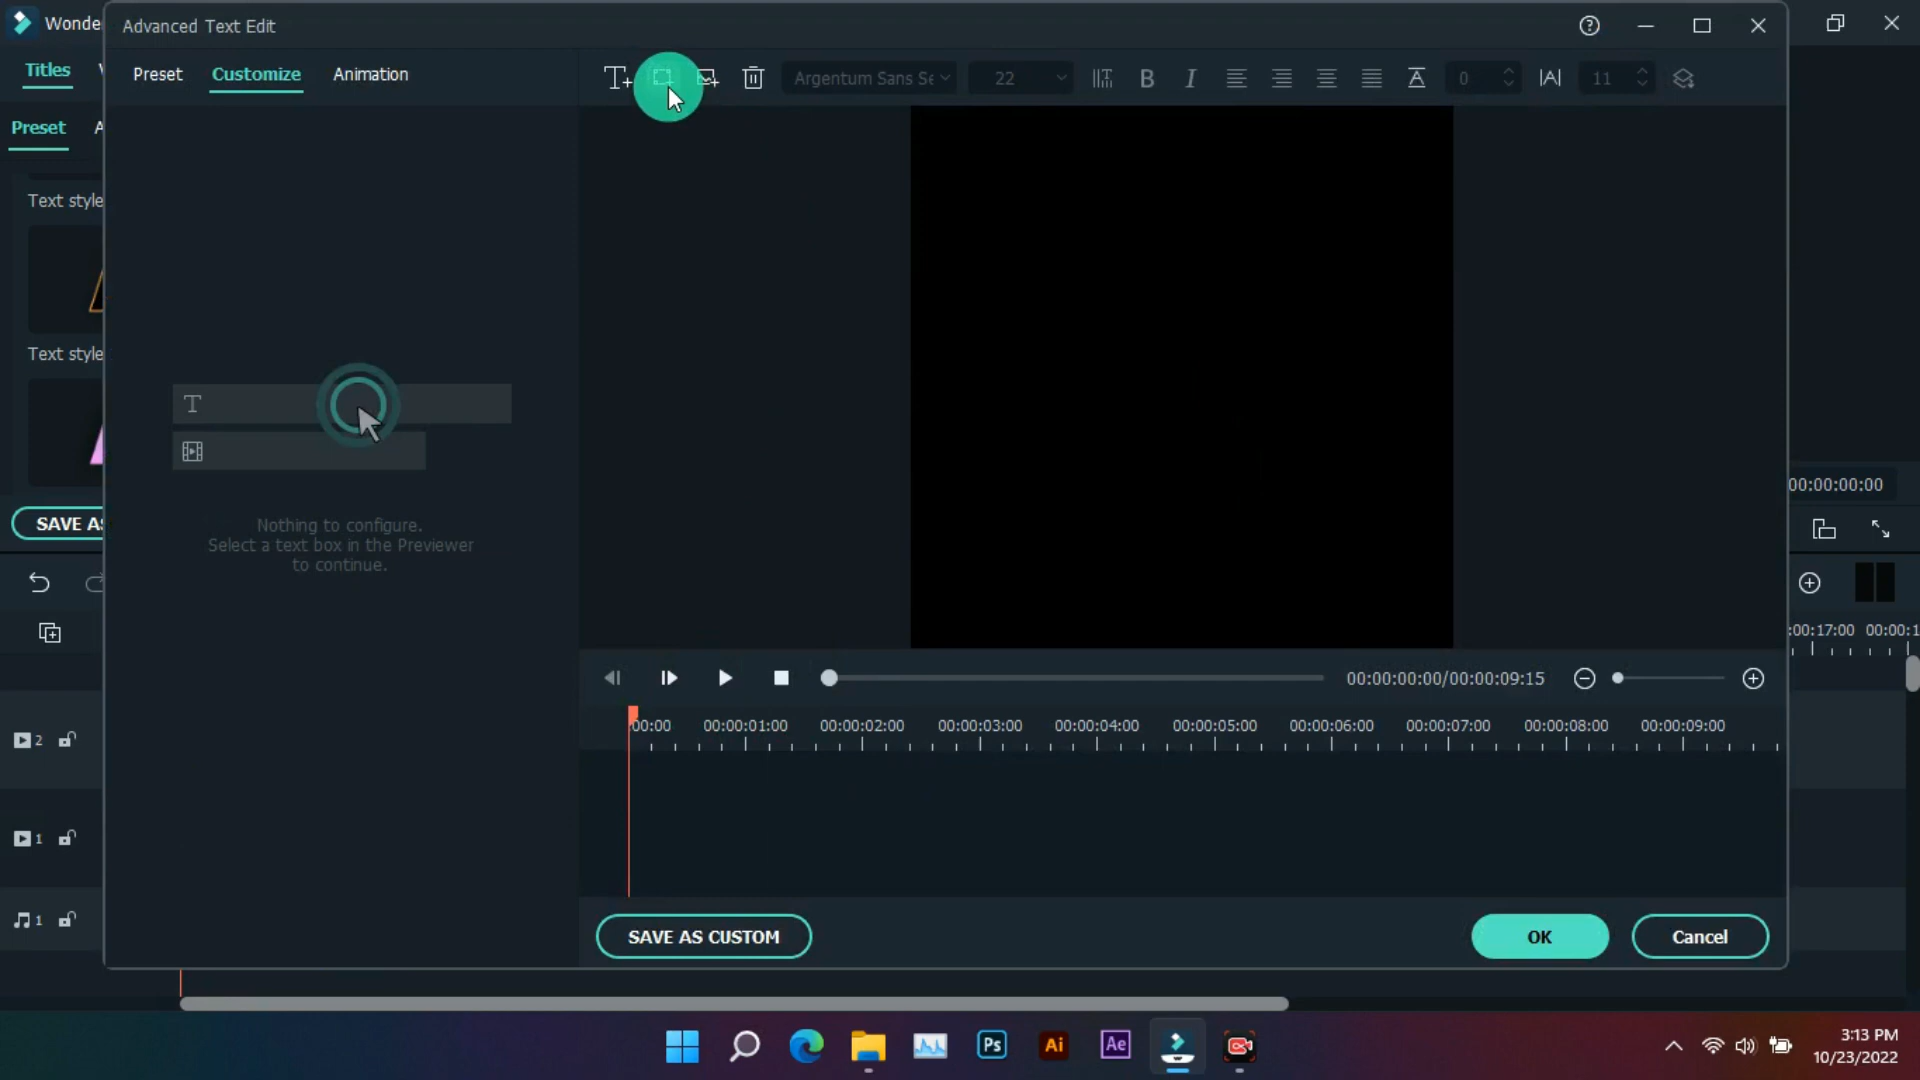 Advanced Text Edit
Titles
Preset Customize Animation
Argentum Sans 22 0 11
Preset
Text style
Text style
Nothing to configure.
Select a text box in the Previewer
to continue.
00:00:00:00
SAVE
2
1
1
00:00:00:00/00:00:09:15
00:00 00:00:01:00 00:00:02:00 00:00:03:00 00:00:04:00 00:00:05:00 00:00:06:00 00:00:07:00 00:00:08:00 00:00:09:00
:00:17:00 00:00:1
SAVE AS CUSTOM OK Cancel
Ps Ai Ae
3:13 PM
10/23/2022